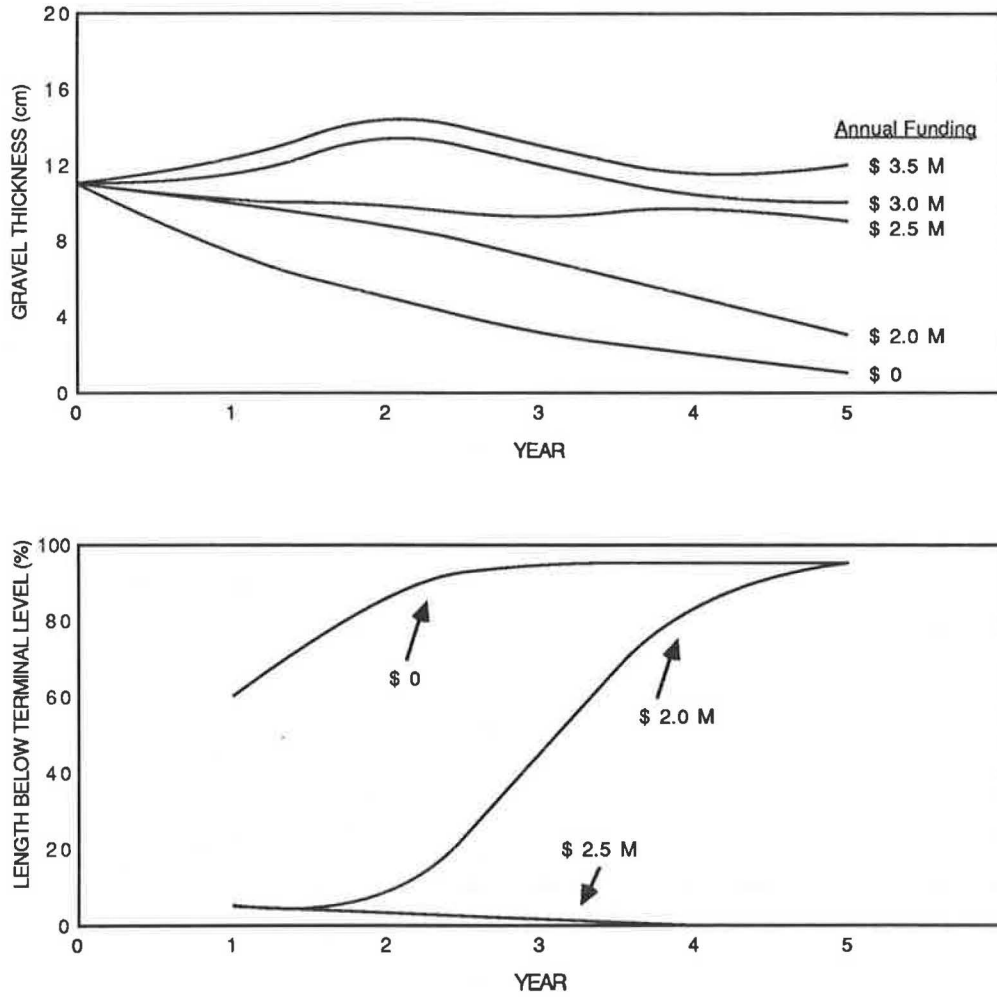 20
16
12
8
4
0
GRAVEL THICKNESS (cm)
Annual Funding
$ 3.5 M
$ 3.0 M
$ 2.5 M
$ 2.0 M
$ 0
0 1 2 3 4 5
YEAR
100
80
60
40
20
0
LENGTH BELOW TERMINAL LEVEL (%)
$ 0
$ 2.0 M
$ 2.5 M
0 1 2 3 4 5
YEAR